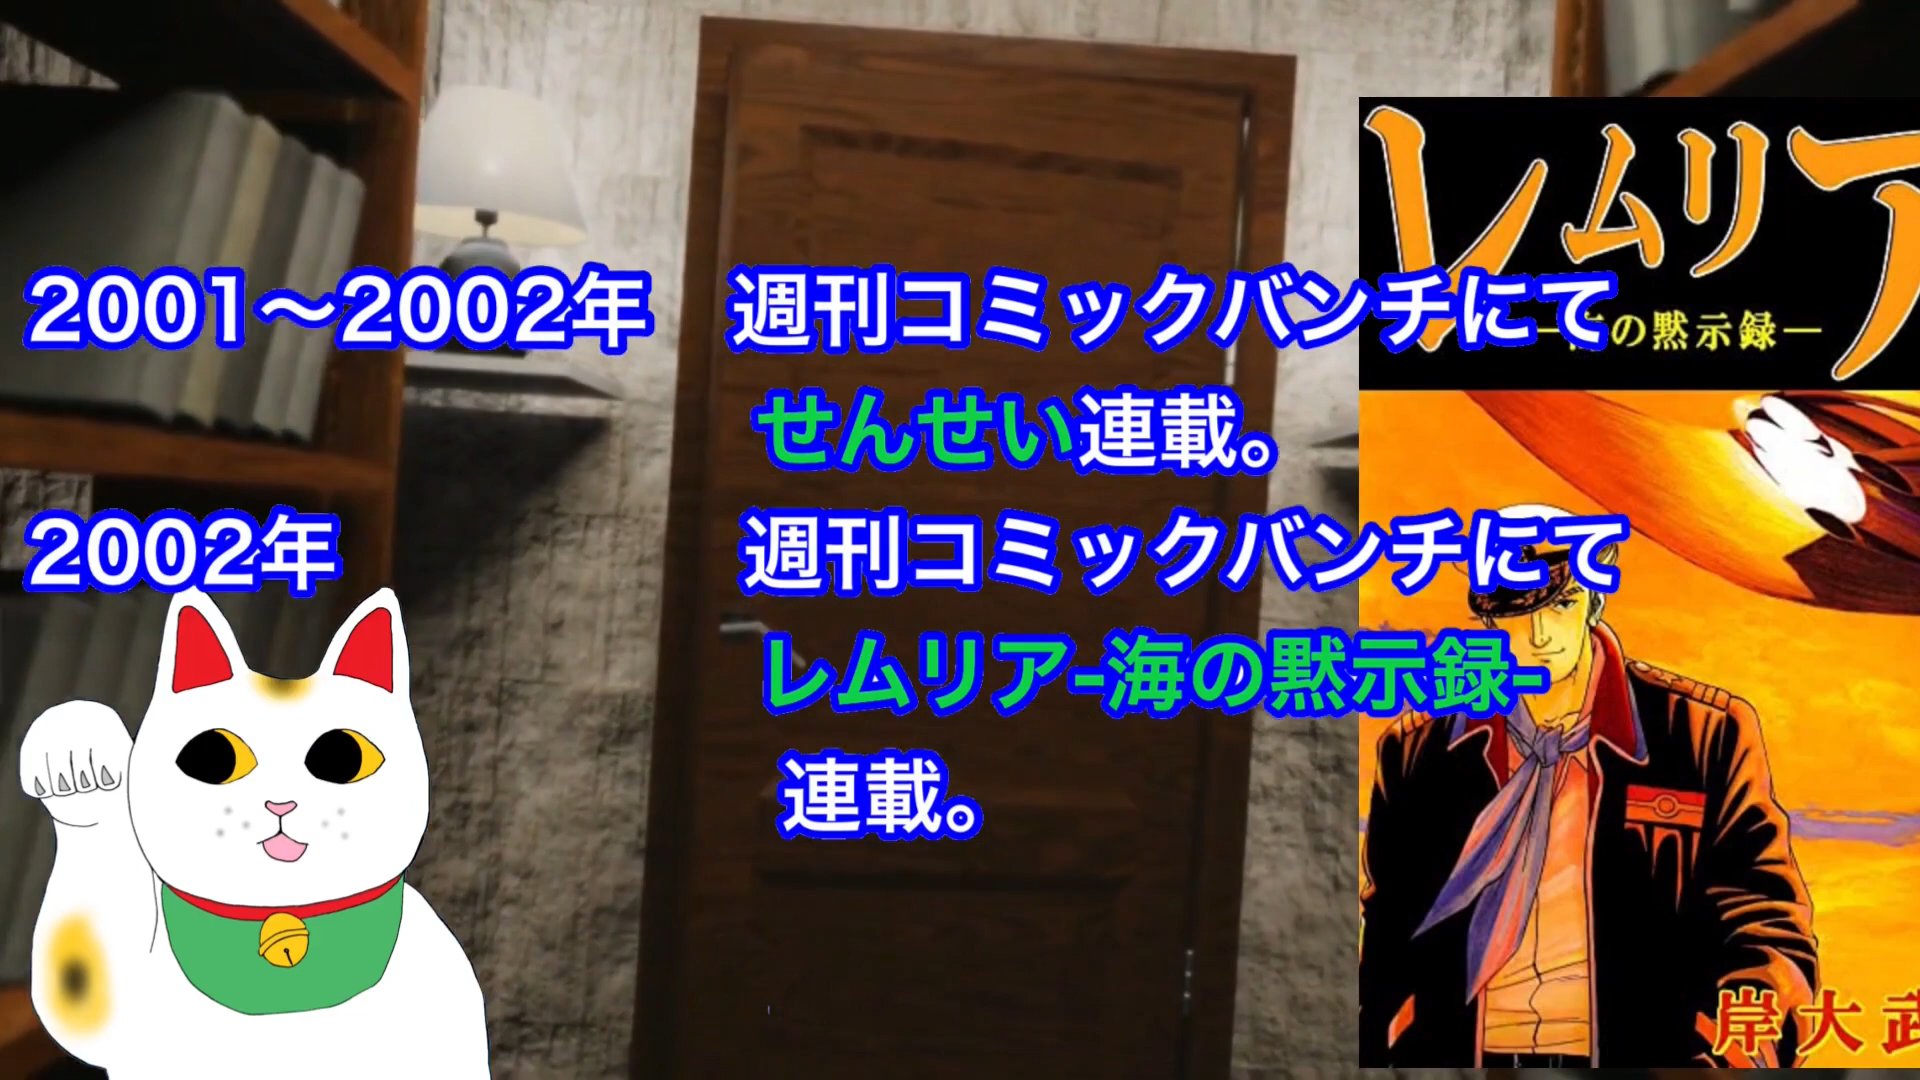 2001～2002年　週刊コミックバンチにて
せんせい連載。
2002年　週刊コミックバンチにて
レムリア-海の黙示録-
連載。
レムリア
の黙示録―
岸大武